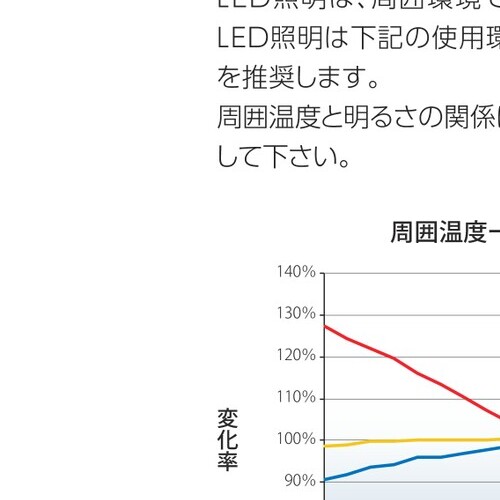 LED照明は、周囲環境で
LED照明は下記の使用環
を推奨します。
周囲温度と明るさの関係は
して下さい。
周囲温度ー
140%
130%
120%
110%
100%
90%
変化率